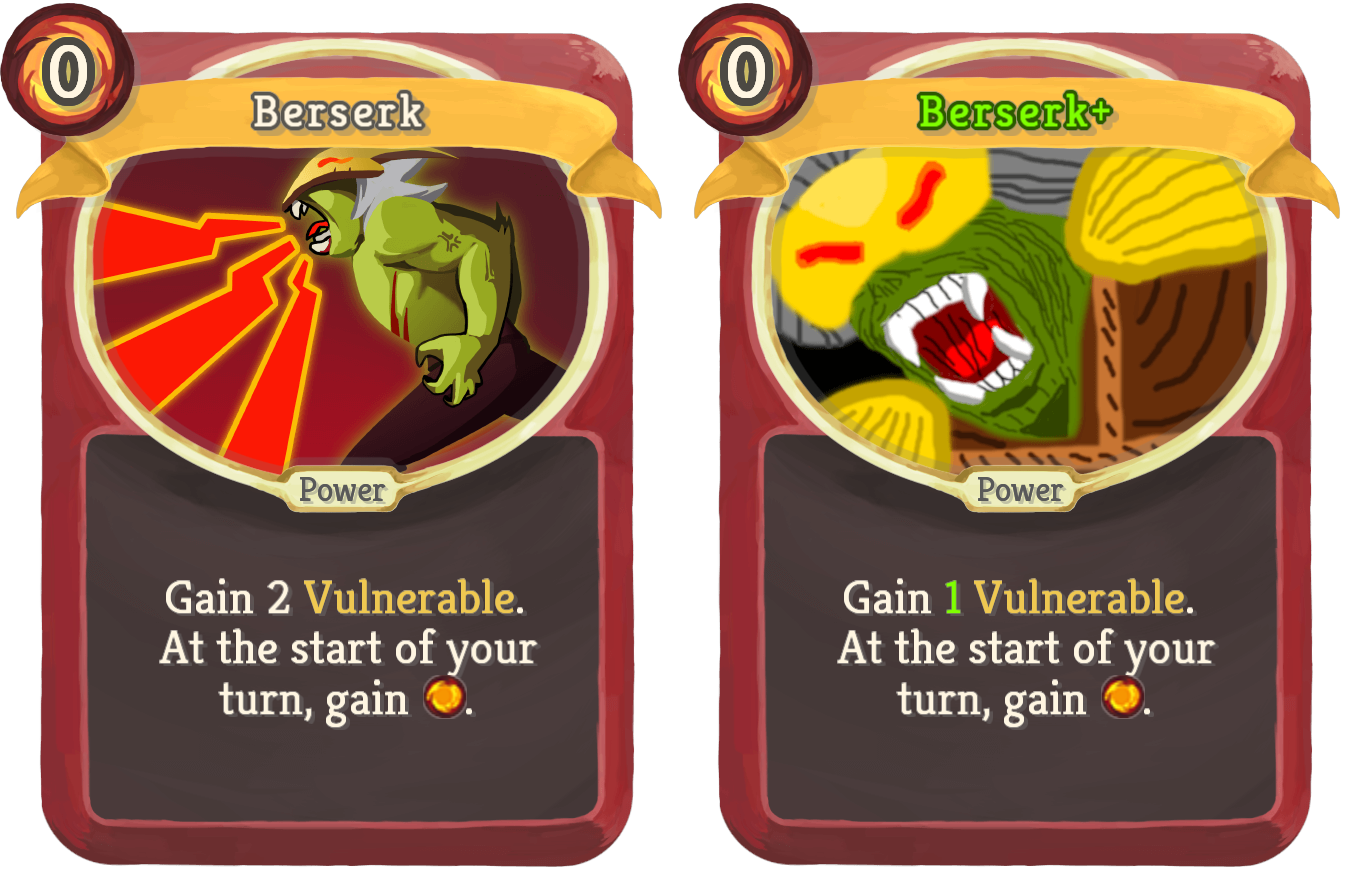 0
Berserk
Power
Gain 2 Vulnerable.
At the start of your
turn, gain .
0
Berserk+
Power
Gain 1 Vulnerable.
At the start of your
turn, gain .